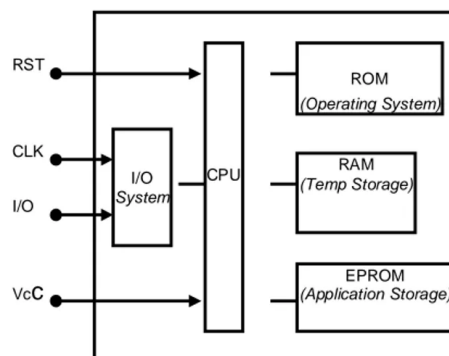 RST
ROM
(Operating System)
CLK
I/O
System
CPU
RAM
(Temp Storage)
I/O
VcC
EPROM
(Application Storage)